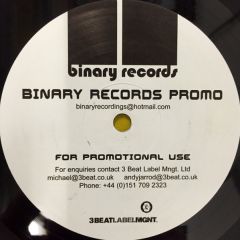 binary records
BINARY RECORDS PROMO
binaryrecordings@hotmail.com
FOR PROMOTIONAL USE
For enquiries contact 3 Beat Label Mngt. Ltd
michael@3beat.co.uk andyjarrod@3beat.co.uk
Phone: +44 (0)151 709 2323
3BEATLABELMGNT.